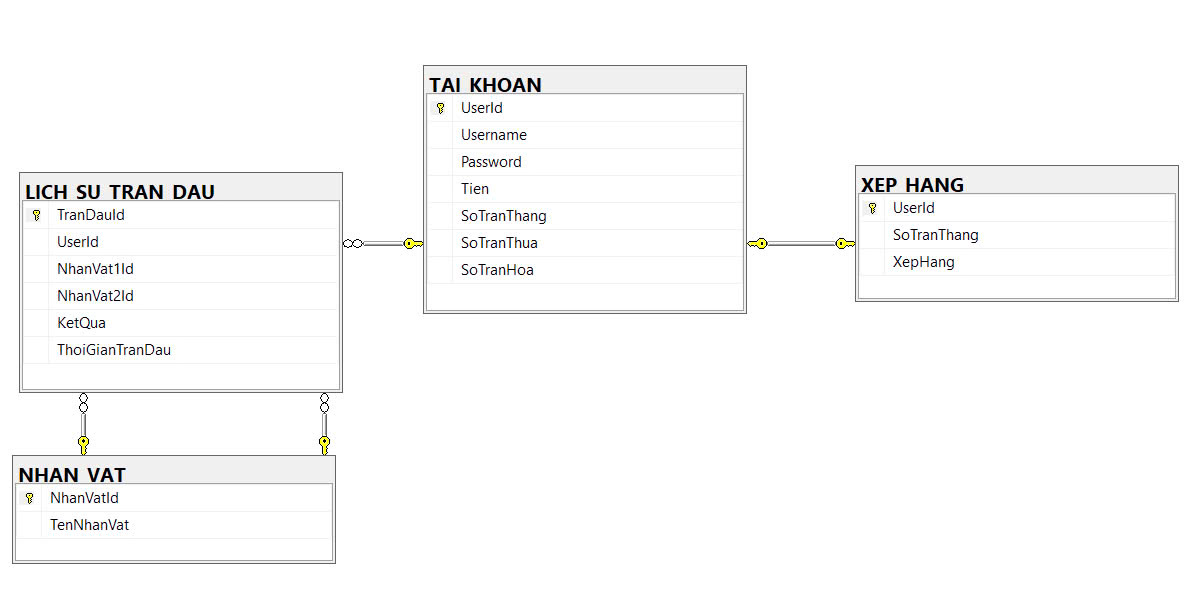 TAI_KHOAN
UserId
Username
Password
Tien
SoTranThang
SoTranThua
SoTranHoa
LICH_SU_TRAN_DAU
TranDauId
UserId
NhanVat1Id
NhanVat2Id
KetQua
ThoiGianTranDau
XEP_HANG
UserId
SoTranThang
XepHang
NHAN_VAT
NhanVatId
TenNhanVat